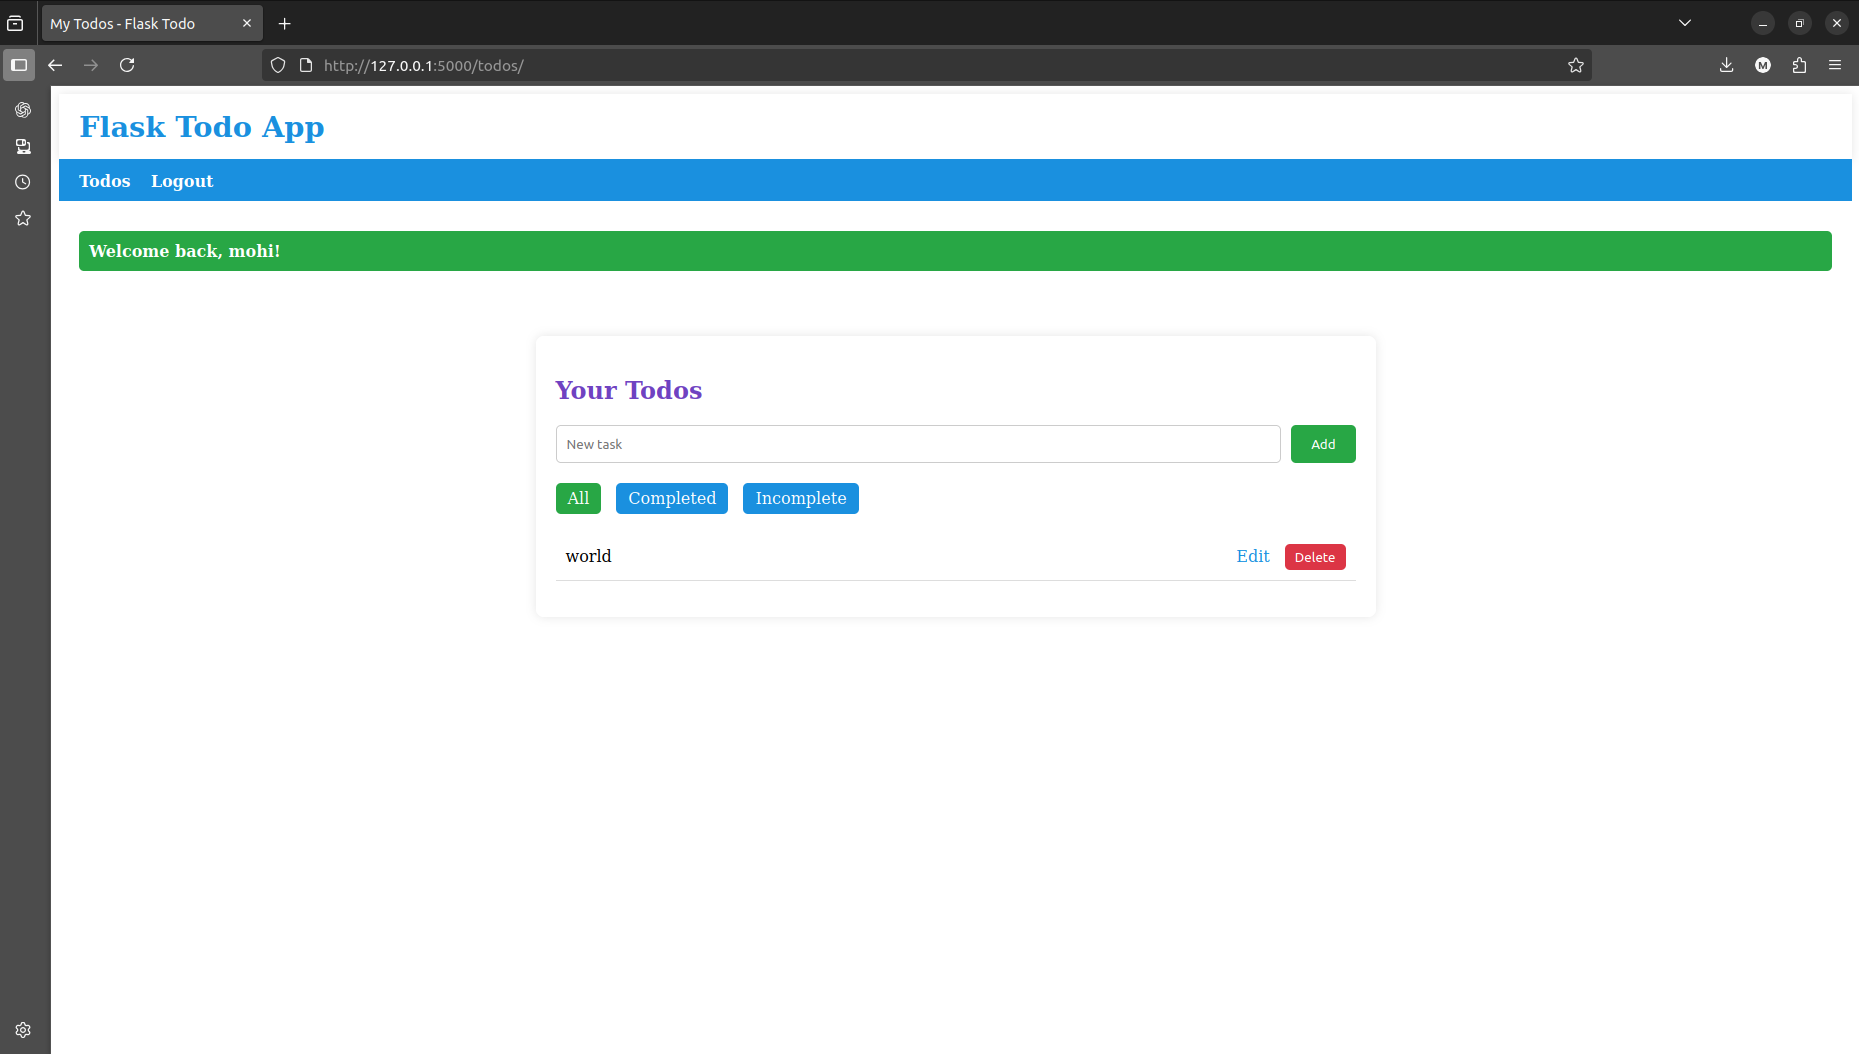 My Todos - Flask Todo
http://127.0.0.1:5000/todos/
M
Flask Todo App
Todos Logout
Welcome back, mohi!
Your Todos
New task Add
All Completed Incomplete
world Edit Delete